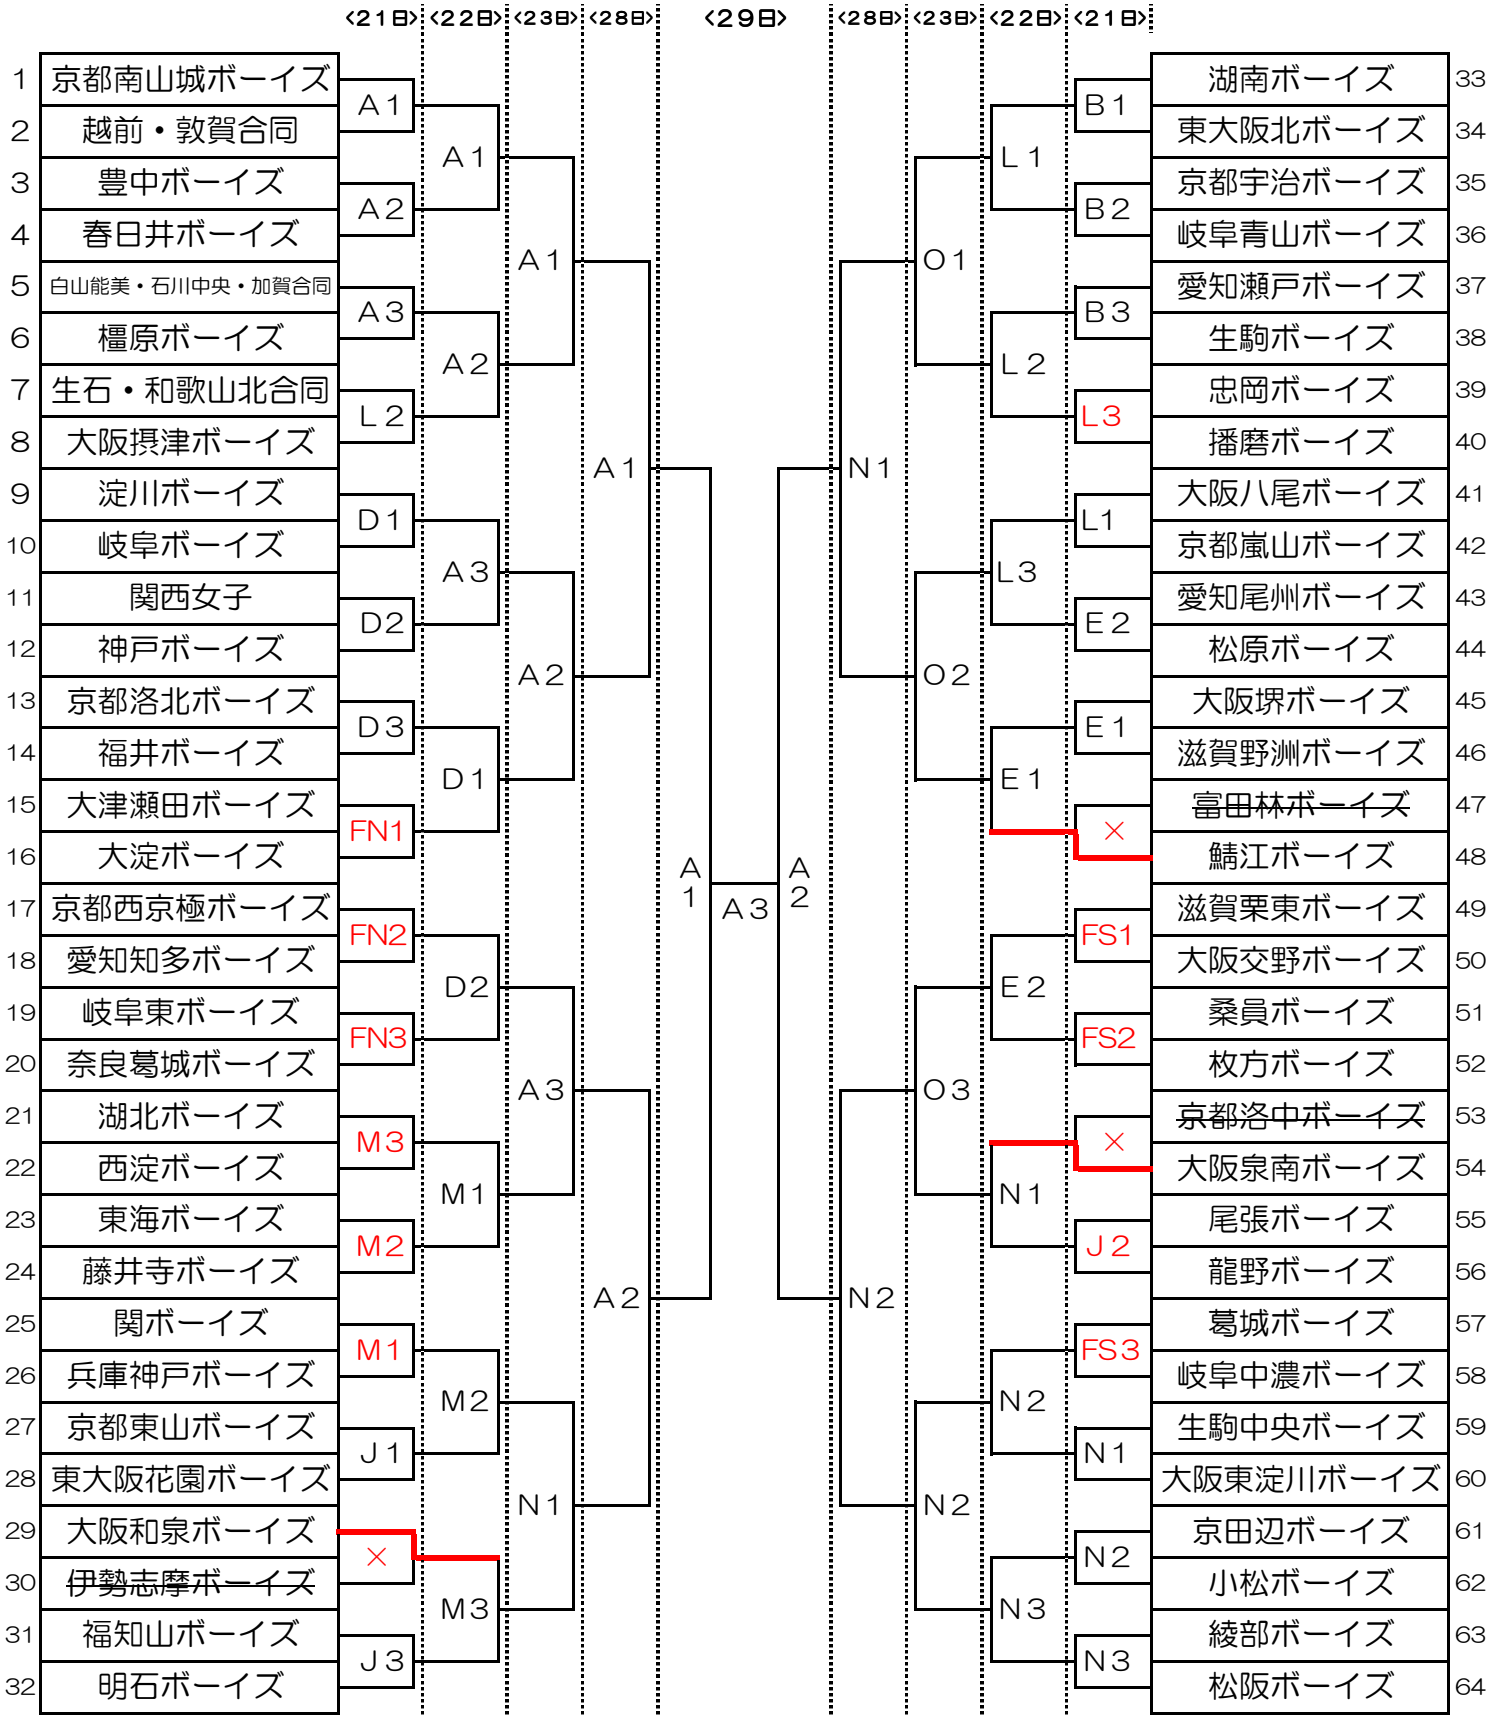 <21日> <22日> <23日> <28日> <29日> <28日> <23日> <22日> <21日>
1 京都南山城ボーイズ
A1
2 越前・敦賀合同
A1
3 豊中ボーイズ
A2
4 春日井ボーイズ
A1
5 白山能美・石川中央・加賀合同
A3
6 橿原ボーイズ
A2
7 生石・和歌山北合同
L2
8 大阪摂津ボーイズ
A1
9 淀川ボーイズ
D1
10 岐阜ボーイズ
A3
11 関西女子
D2
12 神戸ボーイズ
A2
13 京都洛北ボーイズ
D3
14 福井ボーイズ
D1
15 大津瀬田ボーイズ
FN1
16 大淀ボーイズ
A1
A3
A2
17 京都西京極ボーイズ
FN2
18 愛知知多ボーイズ
D2
19 岐阜東ボーイズ
FN3
20 奈良葛城ボーイズ
A3
21 湖北ボーイズ
M3
22 西淀ボーイズ
M1
23 東海ボーイズ
M2
24 藤井寺ボーイズ
A2
25 関ボーイズ
M1
26 兵庫神戸ボーイズ
M2
27 京都東山ボーイズ
J1
28 東大阪花園ボーイズ
N1
29 大阪和泉ボーイズ
×
30 伊勢志摩ボーイズ
M3
31 福知山ボーイズ
J3
32 明石ボーイズ
湖南ボーイズ 33
B1
東大阪北ボーイズ 34
L1
京都宇治ボーイズ 35
B2
岐阜青山ボーイズ 36
O1
愛知瀬戸ボーイズ 37
B3
生駒ボーイズ 38
L2
忠岡ボーイズ 39
L3
播磨ボーイズ 40
N1
大阪八尾ボーイズ 41
L1
京都嵐山ボーイズ 42
L3
愛知尾州ボーイズ 43
E2
松原ボーイズ 44
O2
大阪堺ボーイズ 45
E1
滋賀野洲ボーイズ 46
E1
富田林ボーイズ 47
×
鯖江ボーイズ 48
滋賀栗東ボーイズ 49
FS1
大阪交野ボーイズ 50
E2
桑員ボーイズ 51
FS2
枚方ボーイズ 52
O3
京都洛中ボーイズ 53
×
大阪泉南ボーイズ 54
N1
尾張ボーイズ 55
J2
龍野ボーイズ 56
N2
葛城ボーイズ 57
FS3
岐阜中濃ボーイズ 58
N2
生駒中央ボーイズ 59
N1
大阪東淀川ボーイズ 60
N2
京田辺ボーイズ 61
N2
小松ボーイズ 62
N3
綾部ボーイズ 63
N3
松阪ボーイズ 64